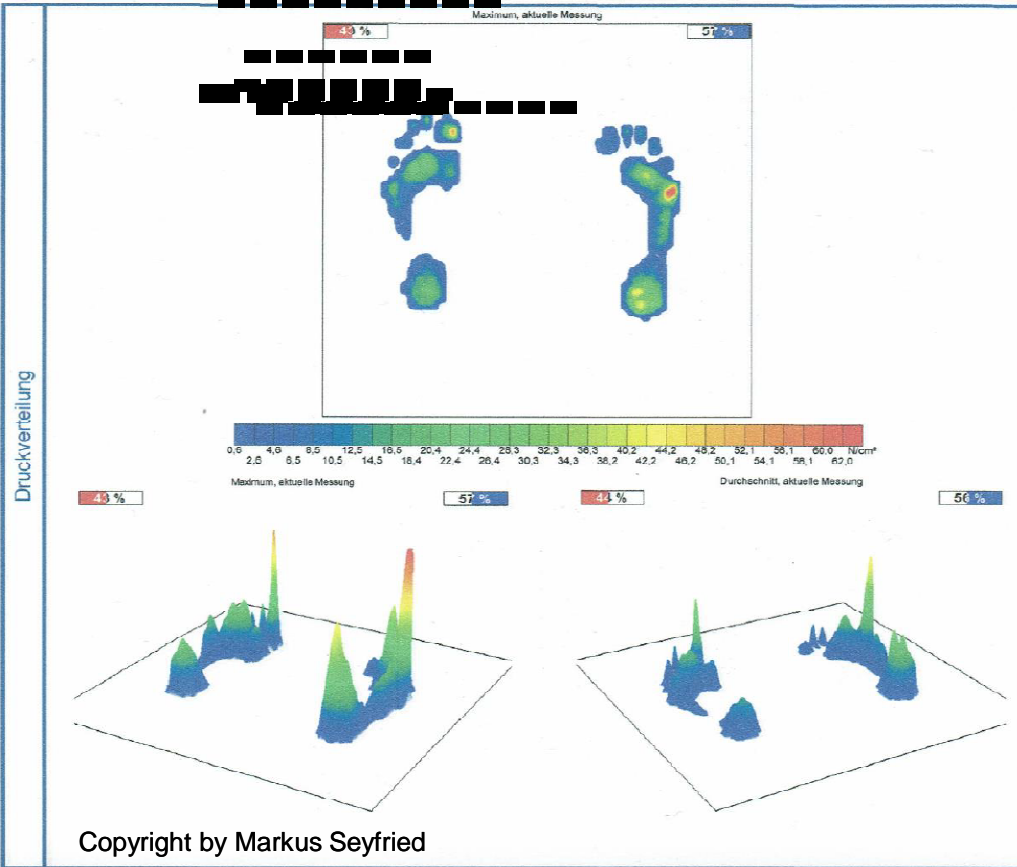 Maximum, aktuelle Messung
43 %
57 %
Druckverteilung
0,6 4,6 8,5 12,5 16,5 20,4 24,4 28,3 32,3 36,3 40,2 44,2 48,2 52,1 56,1 60,0 N/cm²
2,6 6,5 10,5 14,5 18,4 22,4 26,4 30,3 34,3 38,2 42,2 46,2 50,1 54,1 58,1 62,0
Maximum, aktuelle Messung
Durchschnitt, aktuelle Messung
43 %
57 %
44 %
56 %
Copyright by Markus Seyfried